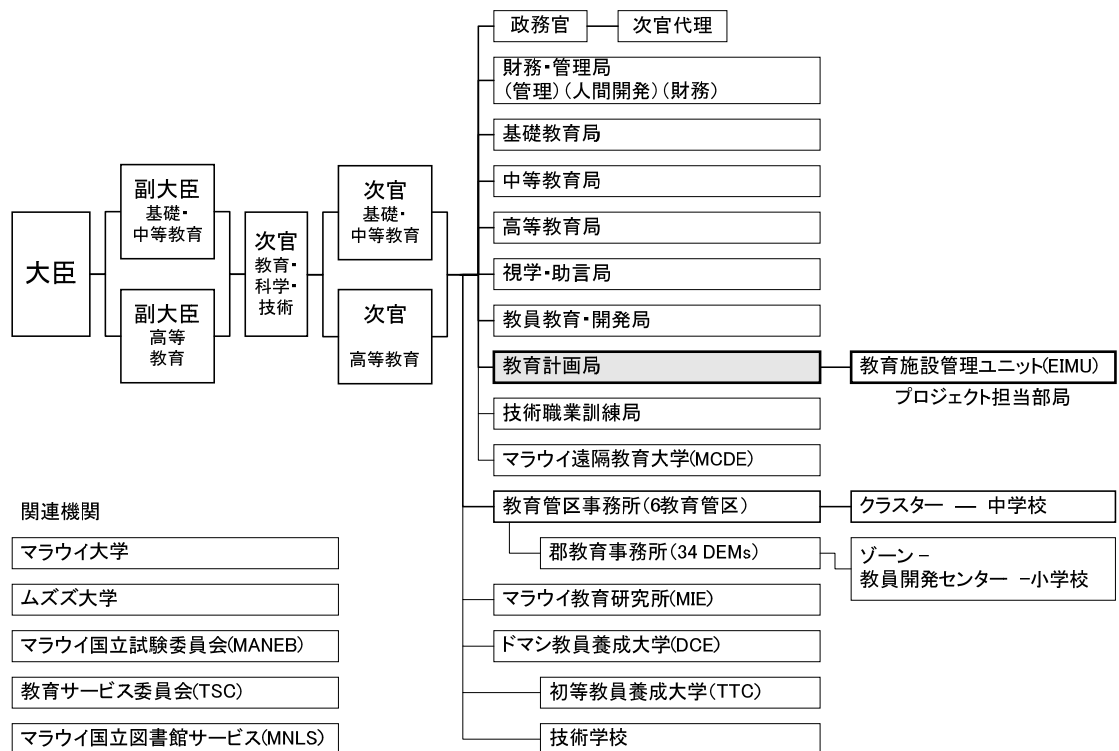 政務官
次官代理
財務・管理局
(管理)(人間開発)(財務)
基礎教育局
中等教育局
高等教育局
視学・助言局
教員教育・開発局
教育計画局
教育施設管理ユニット(EIMU)
プロジェクト担当部局
技術職業訓練局
マラウイ遠隔教育大学(MCDE)
教育管区事務所(6教育管区)
クラスター ― 中学校
郡教育事務所(34 DEMs)
ゾーン −
教員開発センター −小学校
マラウイ教育研究所(MIE)
ドマシ教員養成大学(DCE)
初等教員養成大学(TTC)
技術学校
大臣
副大臣
基礎・
中等教育
副大臣
高等
教育
次官
教育・
科学・
技術
次官
基礎・
中等教育
次官
高等教育
関連機関
マラウイ大学
ムズズ大学
マラウイ国立試験委員会(MANEB)
教育サービス委員会(TSC)
マラウイ国立図書館サービス(MNLS)